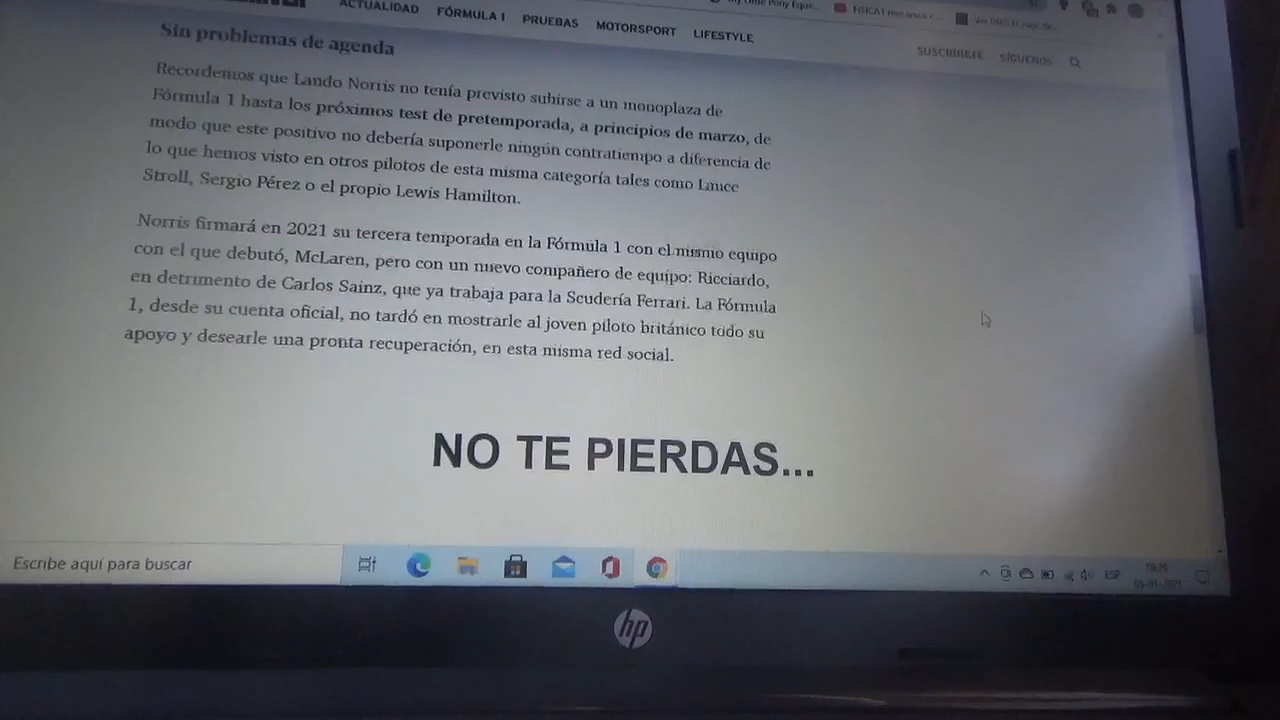 ACTUALIDAD FÓRMULA 1 PRUEBAS MOTORSPORT LIFESTYLE
SUSCRÍBETE SÍGUENOS
Sin problemas de agenda
Recordemos que Lando Norris no tenía previsto subirse a un monoplaza de
Fórmula 1 hasta los próximos test de pretemporada, a principios de marzo, de
modo que este positivo no debería suponerle ningún contratiempo a diferencia de
lo que hemos visto en otros pilotos de esta misma categoría tales como Lance
Stroll, Sergio Pérez o el propio Lewis Hamilton.
Norris firmará en 2021 su tercera temporada en la Fórmula 1 con el mismo equipo
con el que debutó, McLaren, pero con un nuevo compañero de equipo: Ricciardo,
en detrimento de Carlos Sainz, que ya trabaja para la Scudería Ferrari. La Fórmula
1, desde su cuenta oficial, no tardó en mostrarle al joven piloto británico todo su
apoyo y desearle una pronta recuperación, en esta misma red social.
NO TE PIERDAS...
Escribe aquí para buscar
ESP
hp